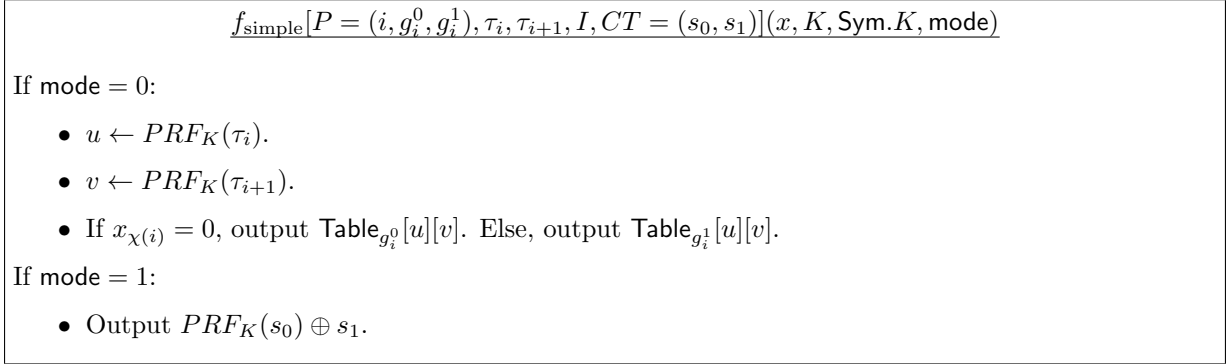 f_simple[P = (i, g_i^0, g_i^1), τ_i, τ_{i+1}, I, CT = (s_0, s_1)](x, K, Sym.K, mode)
If mode = 0:
• u ← PRF_K(τ_i).
• v ← PRF_K(τ_{i+1}).
• If x_{χ(i)} = 0, output Table_{g_i^0}[u][v]. Else, output Table_{g_i^1}[u][v].
If mode = 1:
• Output PRF_K(s_0) ⊕ s_1.